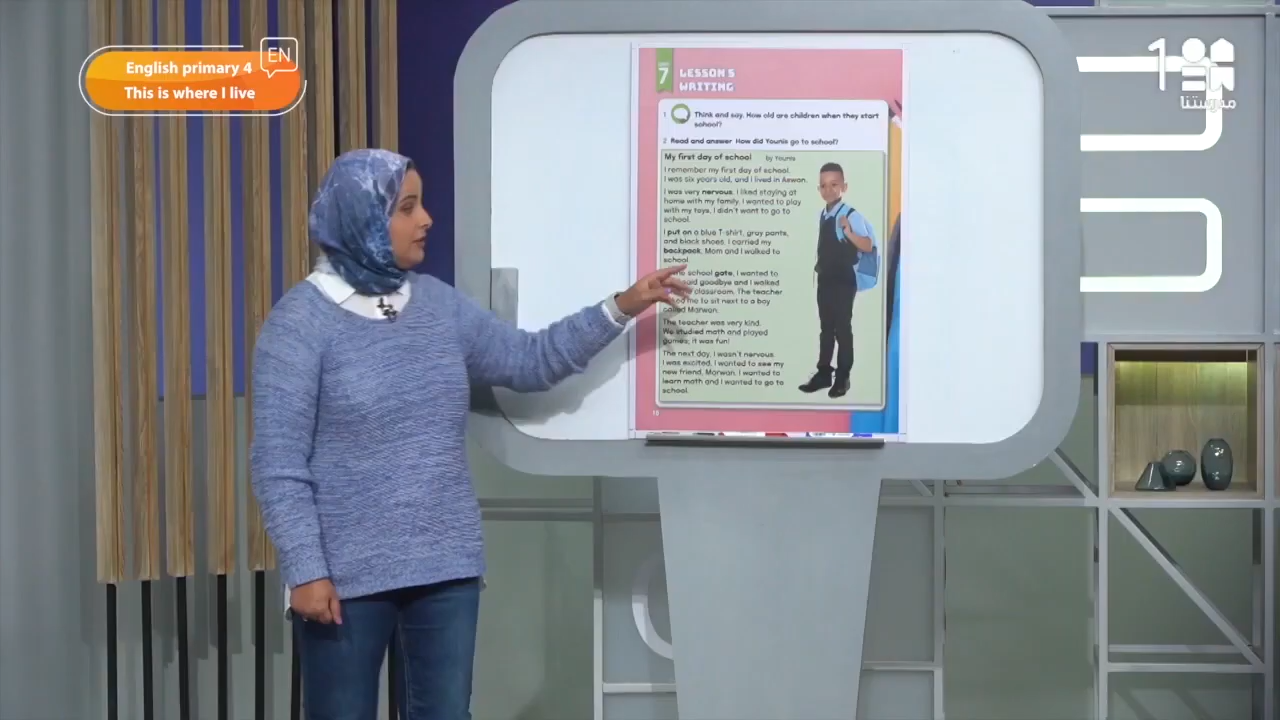 English primary 4
EN
This is where I live
1
مدرستنا
7
LESSON 5
WRITING
1 Think and say. How old are children when they start
school?
2 Read and answer How did Younis go to school?
My first day of school by Younis
I remember my first day of school.
I was six years old, and I lived in Aswan.
I was very nervous. I liked staying at
home with my family. I wanted to play
with my toys. I didn't want to go to
school.
I put on a blue T-shirt, gray pants,
and black shoes. I carried my
backpack. Mom and I walked to
school.
school gate, I wanted to
goodbye and I walked
classroom. The teacher
me to sit next to a boy
called Marwan.
The teacher was very kind.
We studied math and played
games; it was fun!
The next day, I wasn't nervous.
I was excited. I wanted to see my
new friend, Marwan. I wanted to
learn math and I wanted to go to
school.